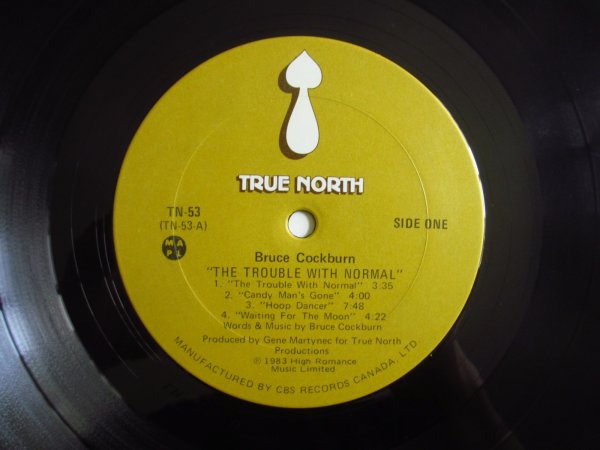 TRUE NORTH
TN-53
(TN-53-A)
SIDE ONE
M A
P L
Bruce Cockburn
"THE TROUBLE WITH NORMAL"
1. "The Trouble With Normal" 3:35
2. "Candy Man's Gone" 4:00
3. "Hoop Dancer" 7:48
4. "Waiting For The Moon" 4:22
Words & Music by Bruce Cockburn
Produced by Gene Martynec for True North
Productions
℗ 1983 High Romance
Music Limited
MANUFACTURED BY CBS RECORDS CANADA, LTD.